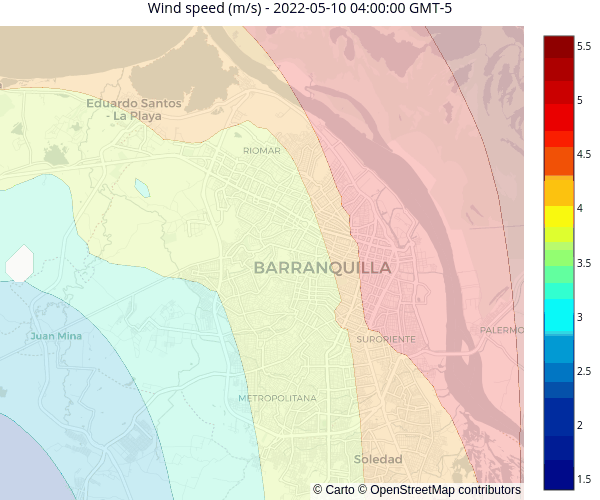 Wind speed (m/s) - 2022-05-10 04:00:00 GMT-5
5.5
5
4.5
4
3.5
3
2.5
2
1.5
Eduardo Santos
- La Playa
RIOMAR
BARRANQUILLA
Juan Mina
SURORIENTE
PALERMO
METROPOLITANA
Soledad
© Carto © OpenStreetMap contributors